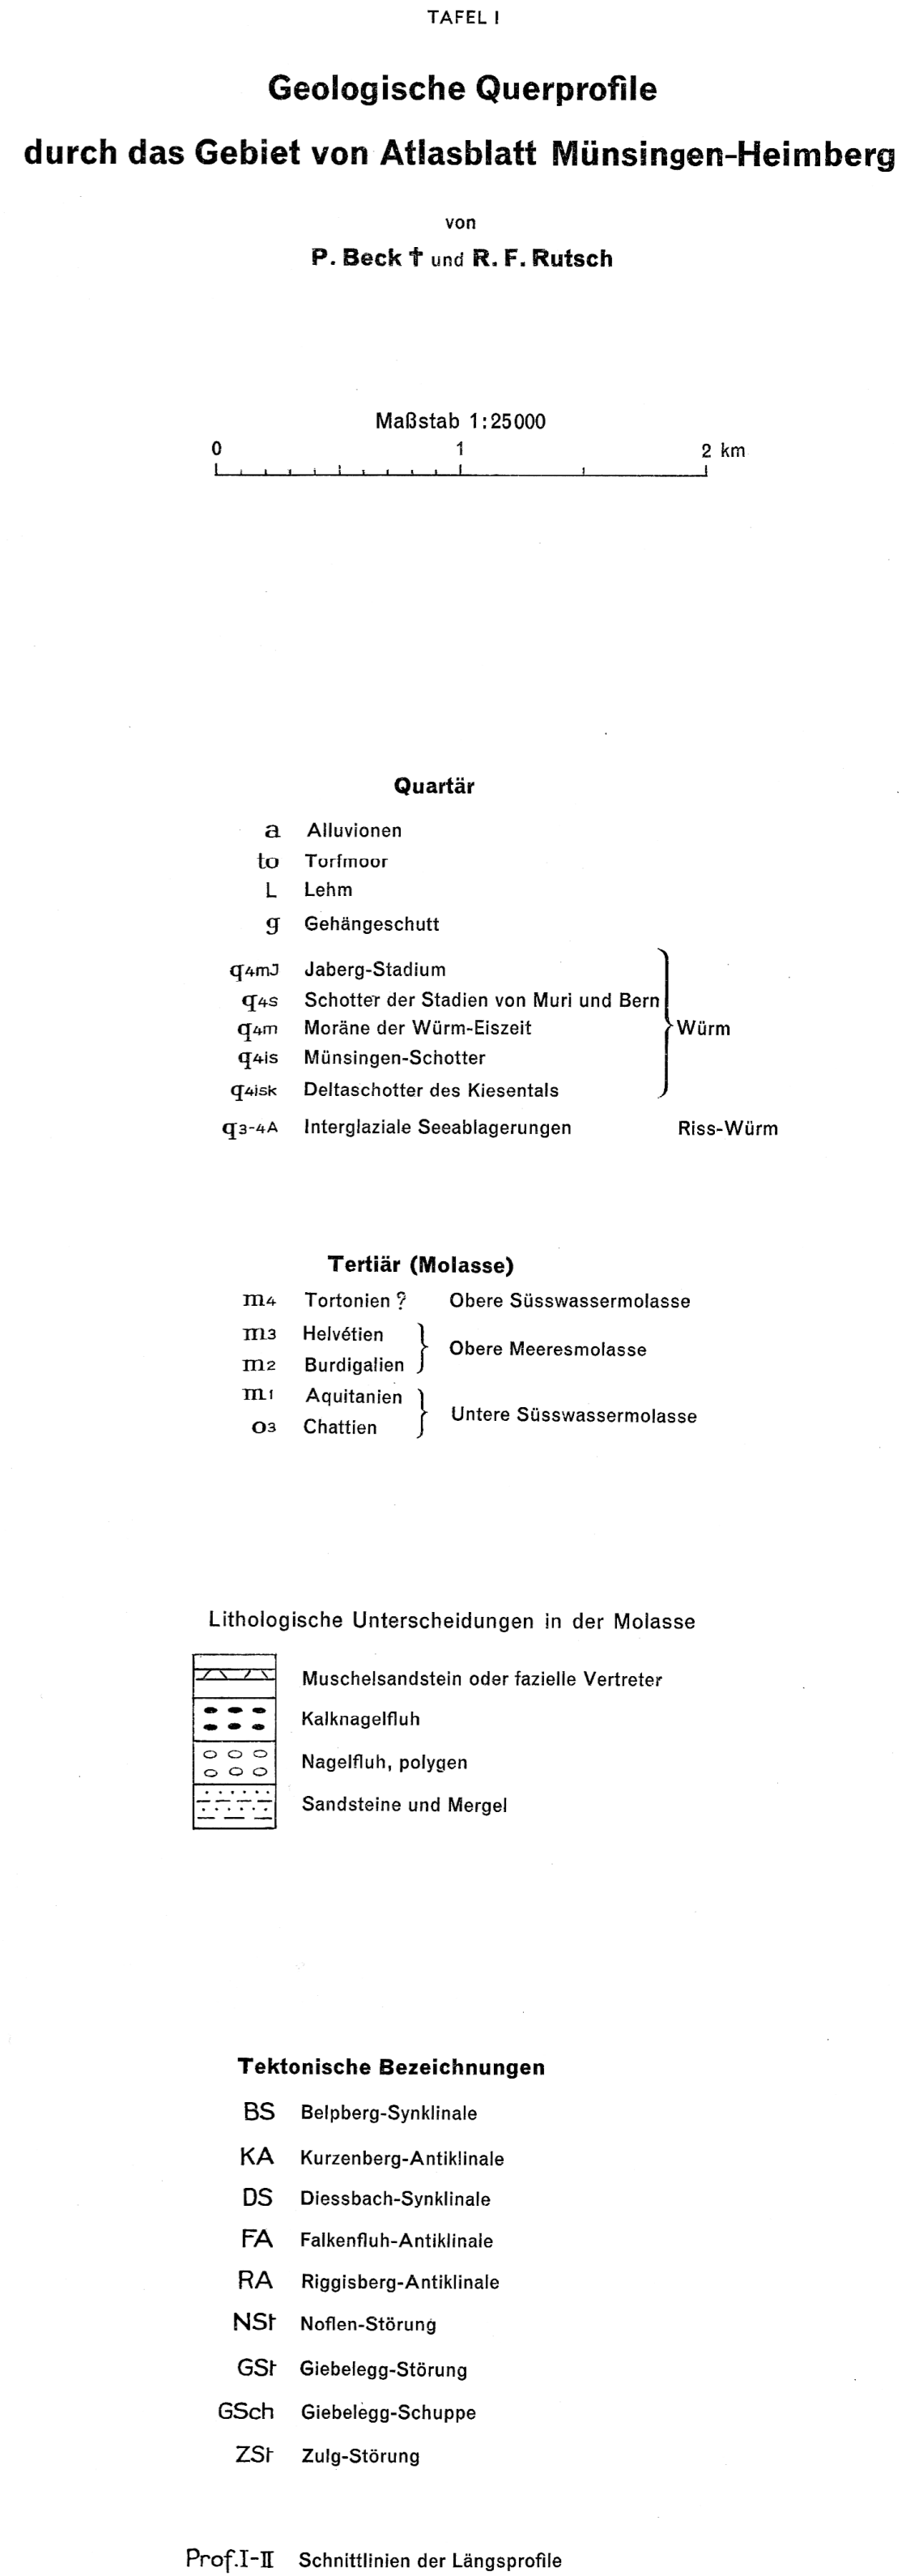 TAFEL I
Geologische Querprofile
durch das Gebiet von Atlasblatt Münsingen-Heimberg
von
P. Beck † und R. F. Rutsch
Maßstab 1:25000
0 1 2 km
Quartär
a Alluvionen
to Torfmoor
L Lehm
g Gehängeschutt
q4mJ Jaberg-Stadium
q4s Schotter der Stadien von Muri und Bern
q4m Moräne der Würm-Eiszeit Würm
q4is Münsingen-Schotter
q4isk Deltaschotter des Kiesentals
q3-4A Interglaziale Seeablagerungen Riss-Würm
Tertiär (Molasse)
m4 Tortonien ? Obere Süsswassermolasse
m3 Helvétien
Obere Meeresmolasse
m2 Burdigalien
m1 Aquitanien
Untere Süsswassermolasse
o3 Chattien
Lithologische Unterscheidungen in der Molasse
Muschelsandstein oder fazielle Vertreter
Kalknagelfluh
Nagelfluh, polygen
Sandsteine und Mergel
Tektonische Bezeichnungen
BS Belpberg-Synklinale
KA Kurzenberg-Antiklinale
DS Diessbach-Synklinale
FA Falkenfluh-Antiklinale
RA Riggisberg-Antiklinale
NSt Noflen-Störung
GSt Giebelegg-Störung
GSch Giebelegg-Schuppe
ZSt Zulg-Störung
Prof.I-II Schnittlinien der Längsprofile